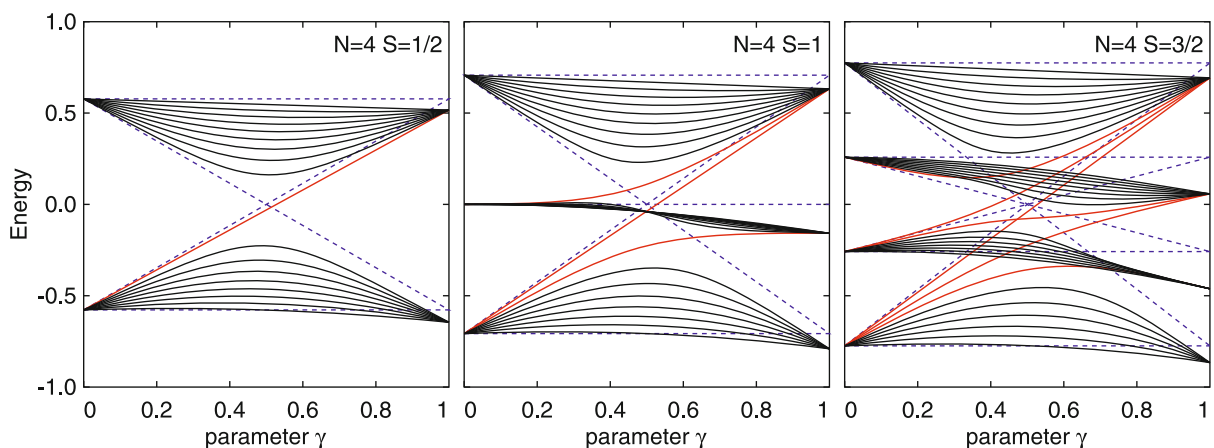 1.0
0.5
0.0
-0.5
-1.0
Energy
N=4 S=1/2
N=4 S=1
N=4 S=3/2
0 0.2 0.4 0.6 0.8 1
0 0.2 0.4 0.6 0.8 1
0 0.2 0.4 0.6 0.8 1
parameter γ
parameter γ
parameter γ